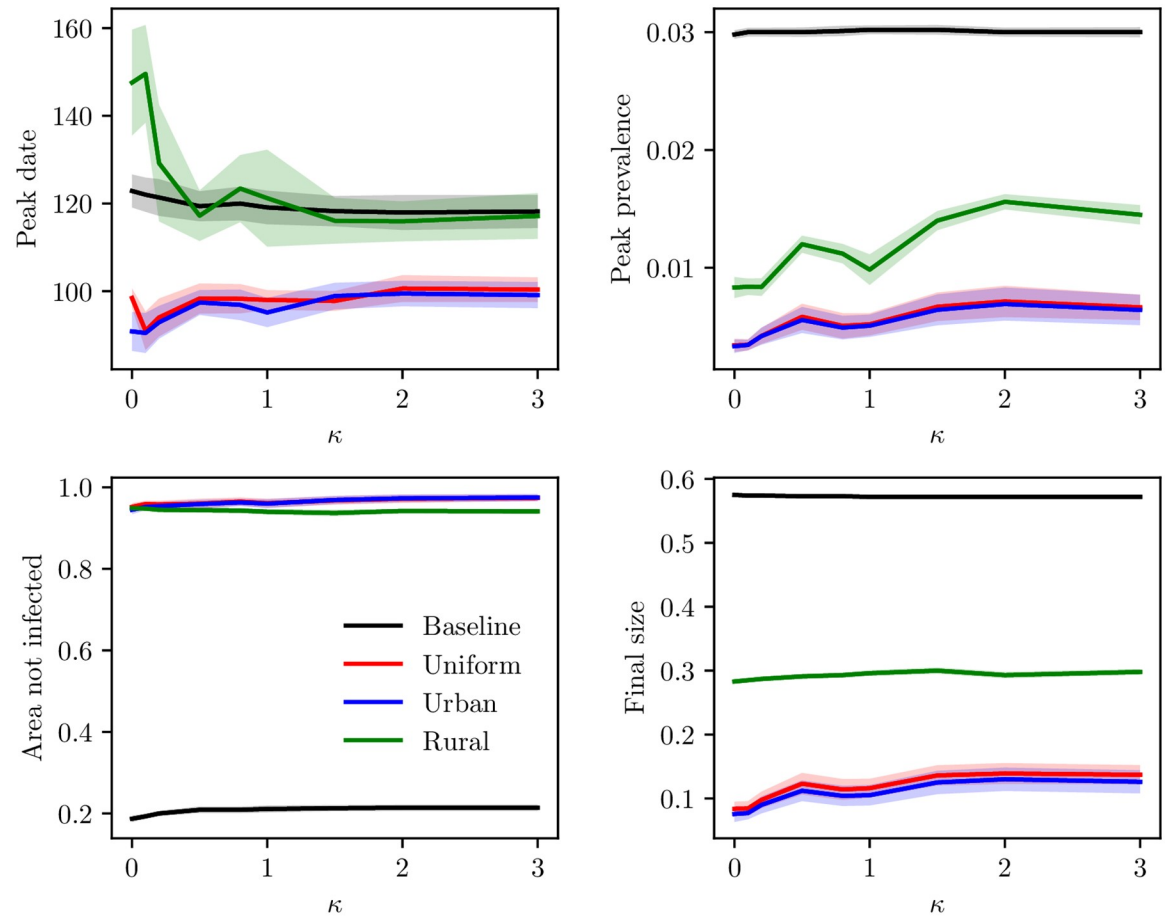 160
140
120
100
Peak date
0 1 2 3
κ
0.03
0.02
0.01
Peak prevalence
0 1 2 3
κ
1.0
0.8
0.6
0.4
0.2
Area not infected
Baseline
Uniform
Urban
Rural
0 1 2 3
κ
0.6
0.5
0.4
0.3
0.2
0.1
Final size
0 1 2 3
κ